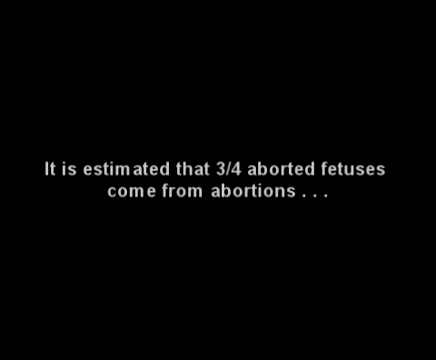 It is estimated that 3/4 aborted fetuses
come from abortions . . .